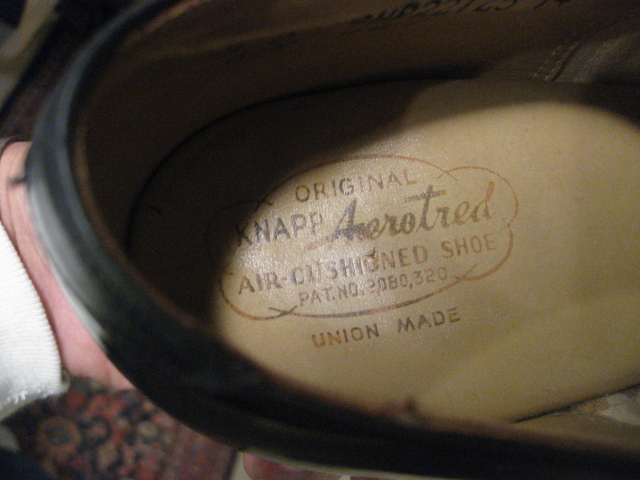 ORIGINAL
KNAPP Aerotred
AIR-CUSHIONED SHOE
PAT. NO. 2080,320
UNION MADE